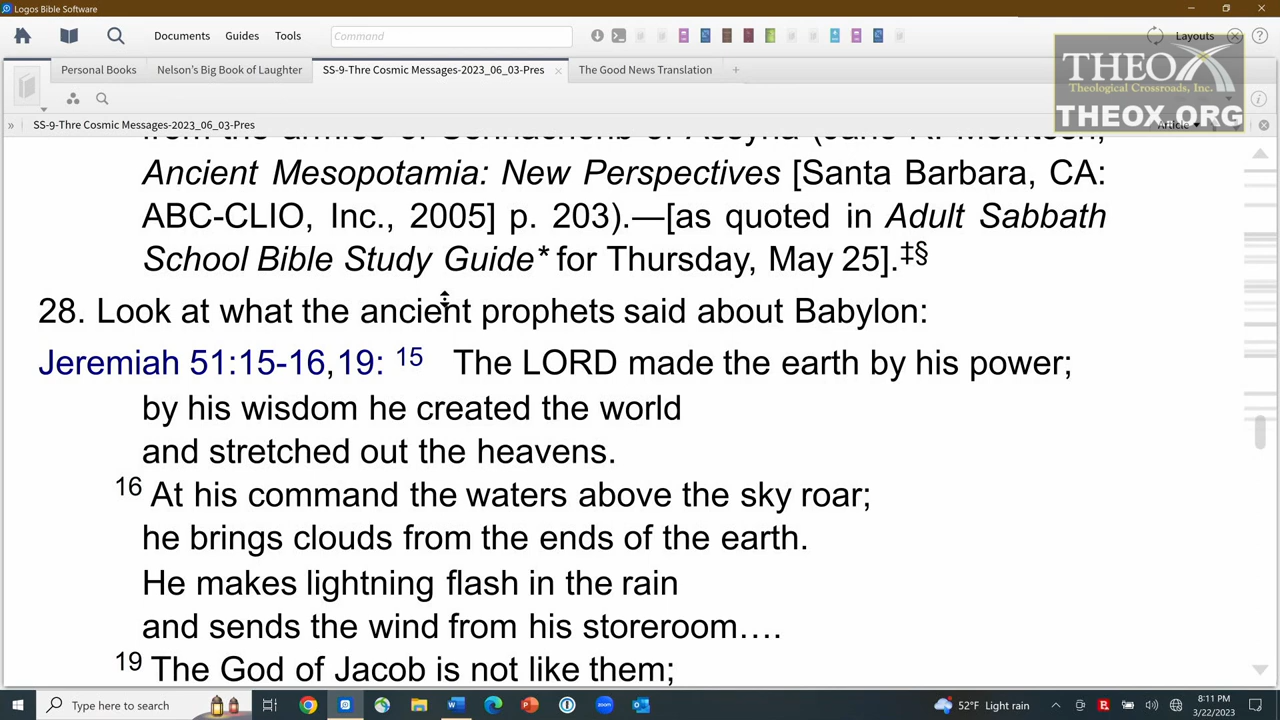 Logos Bible Software
Documents Guides Tools Command Layouts
THEOX
Theological Crossroads, Inc.
THEOX.ORG
Personal Books Nelson's Big Book of Laughter SS-9-Thre Cosmic Messages-2023_06_03-Pres The Good News Translation
SS-9-Thre Cosmic Messages-2023_06_03-Pres Article
Ancient Mesopotamia: New Perspectives [Santa Barbara, CA:
ABC-CLIO, Inc., 2005] p. 203).—[as quoted in Adult Sabbath
School Bible Study Guide* for Thursday, May 25].‡§
28. Look at what the ancient prophets said about Babylon:
Jeremiah 51:15-16,19: 15 The LORD made the earth by his power;
by his wisdom he created the world
and stretched out the heavens.
16 At his command the waters above the sky roar;
he brings clouds from the ends of the earth.
He makes lightning flash in the rain
and sends the wind from his storeroom….
19 The God of Jacob is not like them;
Type here to search
52°F Light rain
8:11 PM
3/22/2023